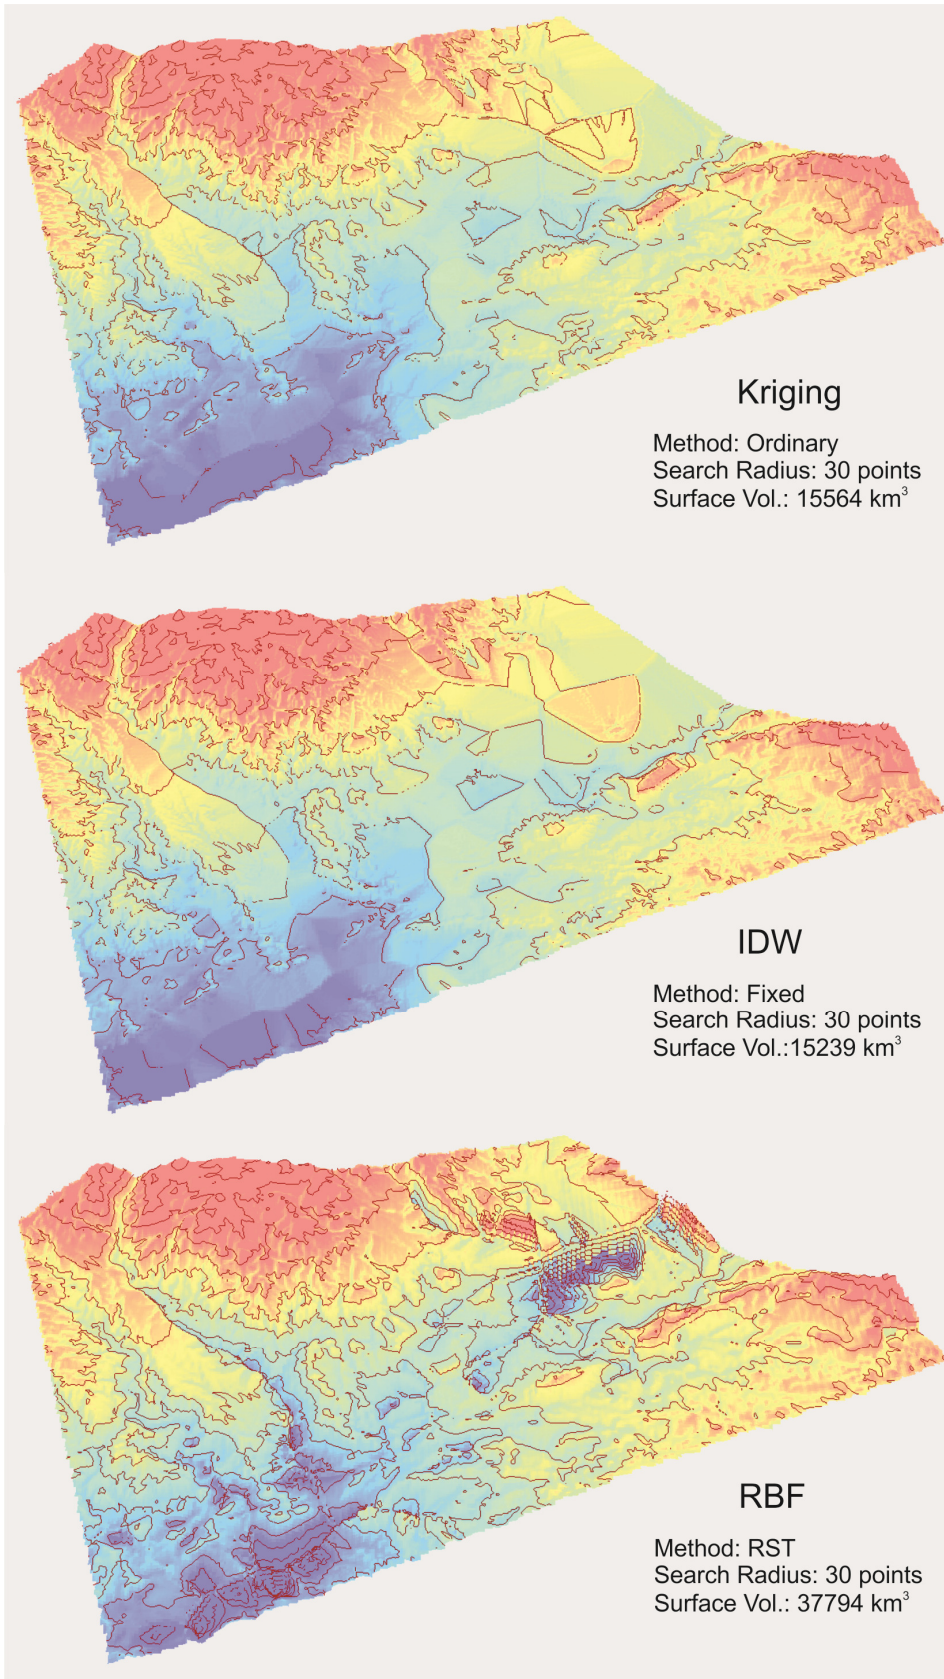 Kriging
Method: Ordinary
Search Radius: 30 points
Surface Vol.: 15564 km³
IDW
Method: Fixed
Search Radius: 30 points
Surface Vol.:15239 km³
RBF
Method: RST
Search Radius: 30 points
Surface Vol.: 37794 km³